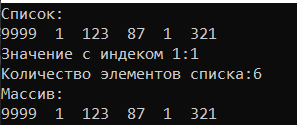 Список:
9999  1  123  87  1  321
Значение с индеком 1:1
Количество элементов списка:6
Массив:
9999  1  123  87  1  321